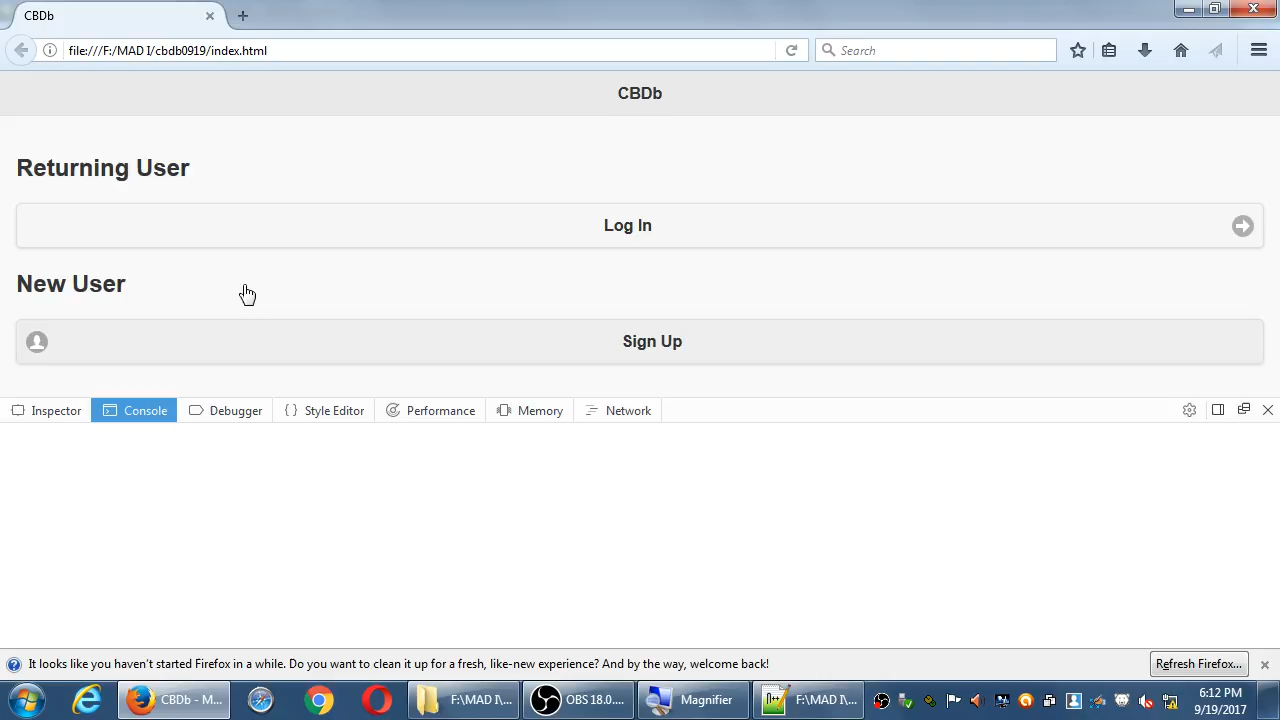 CBDb
file:///F:/MAD I/cbdb0919/index.html
Search
CBDb
Returning User
Log In
New User
Sign Up
Inspector
Console
Debugger
Style Editor
Performance
Memory
Network
It looks like you haven't started Firefox in a while. Do you want to clean it up for a fresh, like-new experience? And by the way, welcome back!
Refresh Firefox...
CBDb - M...
F:\MAD I\...
OBS 18.0....
Magnifier
F:\MAD I\...
6:12 PM
9/19/2017